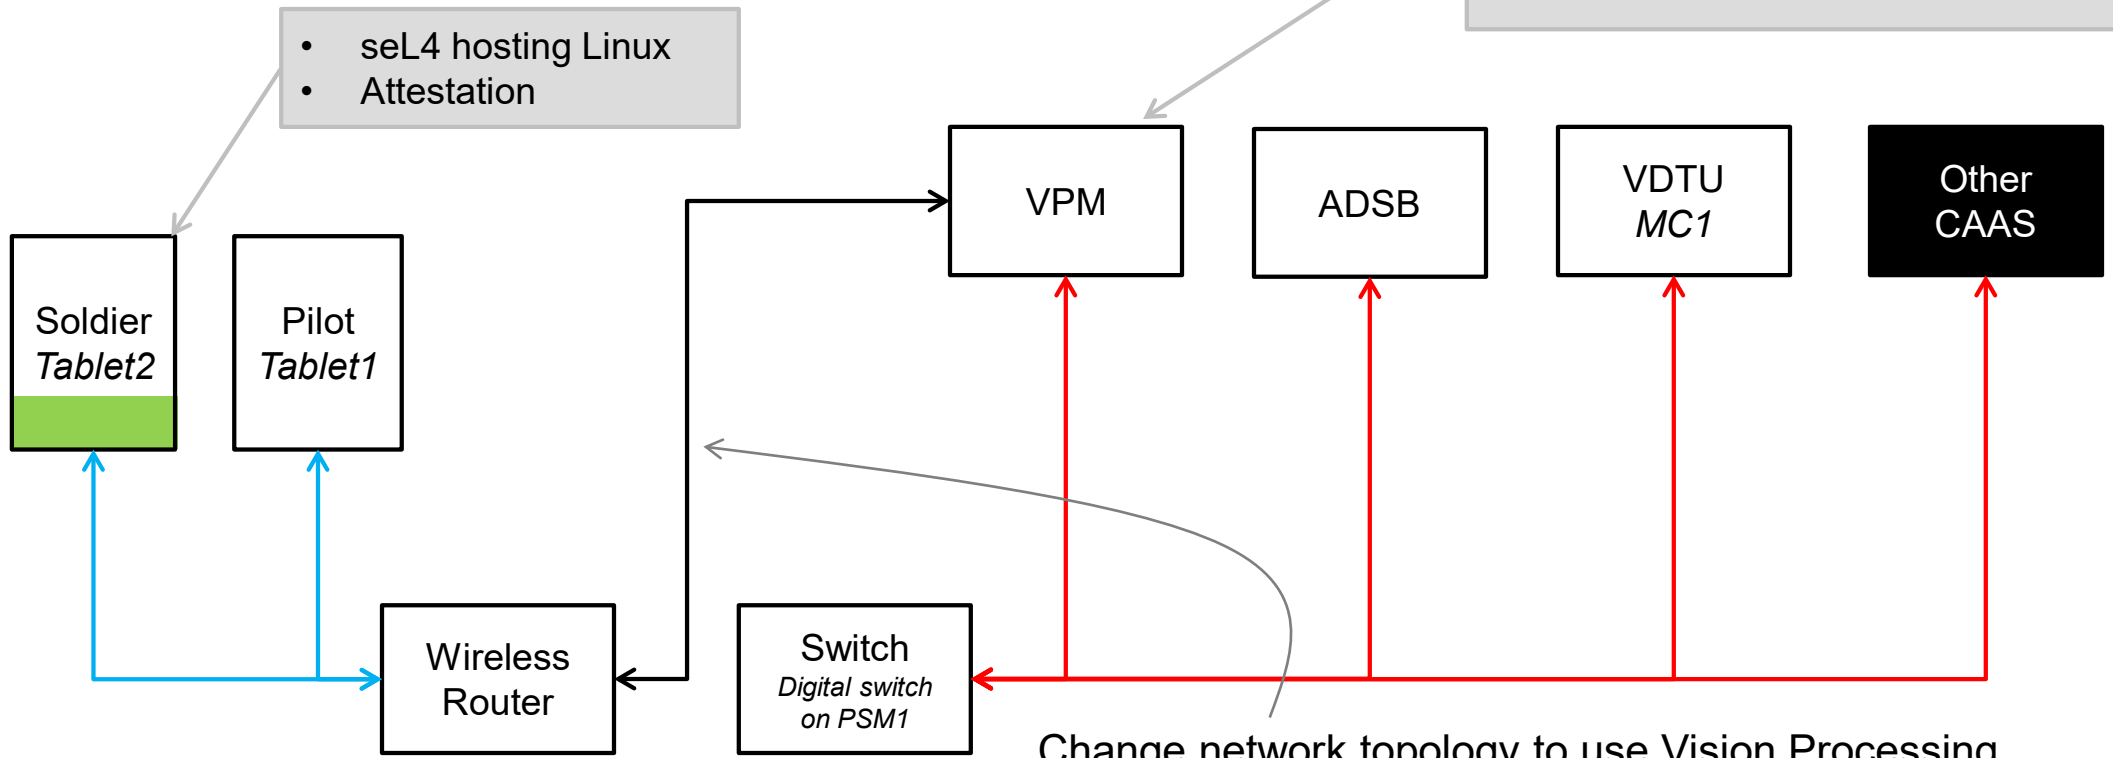 • seL4 hosting Linux
• Attestation
VPM
ADSB
VDTU
MC1
Other
CAAS
Soldier
Tablet2
Pilot
Tablet1
Wireless
Router
Switch
Digital switch
on PSM1
Change network topology to use Vision Processing